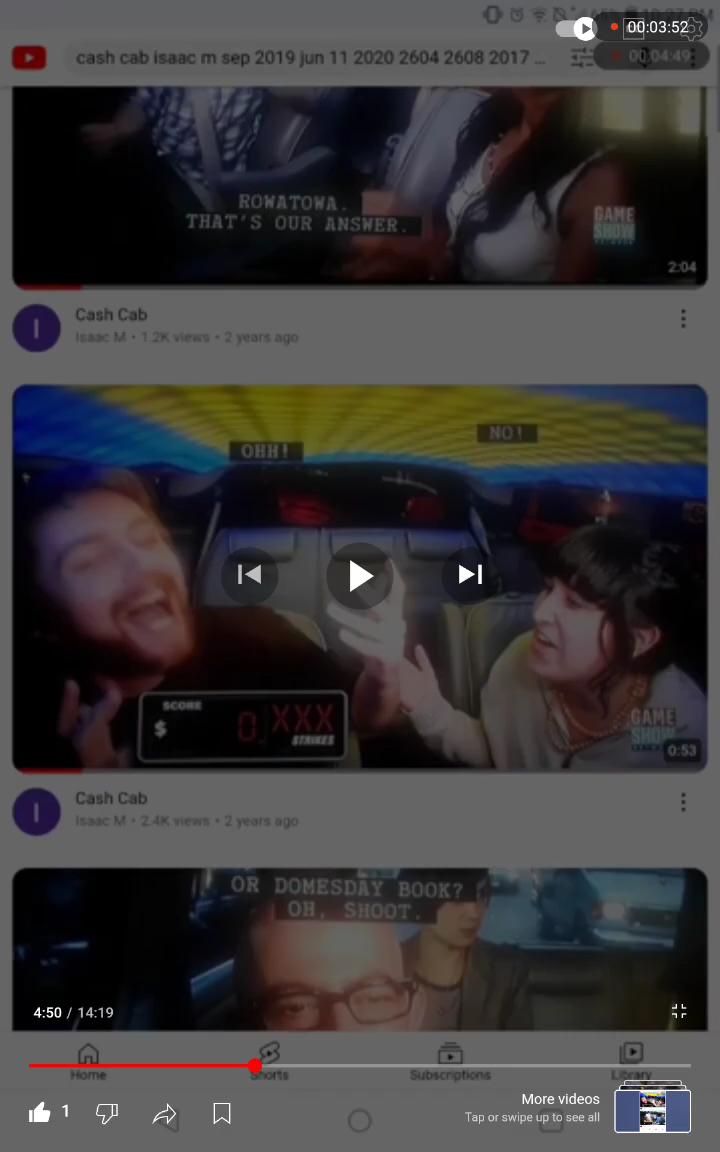 00:03:52
cash cab isaac m sep 2019 jun 11 2020 2604 2608 2017 ...
00:04:49
ROWATOWA.
THAT'S OUR ANSWER.
GAME
SHOW
NETWORK
2:04
I
Cash Cab
Isaac M • 1.2K views • 2 years ago
NO!
OHH!
SCORE
$ 0 XXX
STRIKES
GAME
SHOW
0:53
I
Cash Cab
Isaac M • 2.4K views • 2 years ago
OR DOMESDAY BOOK?
OH, SHOOT.
4:50 / 14:19
Home
Shorts
Subscriptions
Library
1
More videos
Tap or swipe up to see all